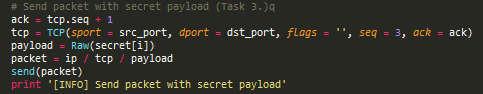 # Send packet with secret payload (Task 3.)q
ack = tcp.seq + 1
tcp = TCP(sport = src_port, dport = dst_port, flags = '', seq = 3, ack = ack)
payload = Raw(secret[i])
packet = ip / tcp / payload
send(packet)
print '[INFO] Send packet with secret payload'